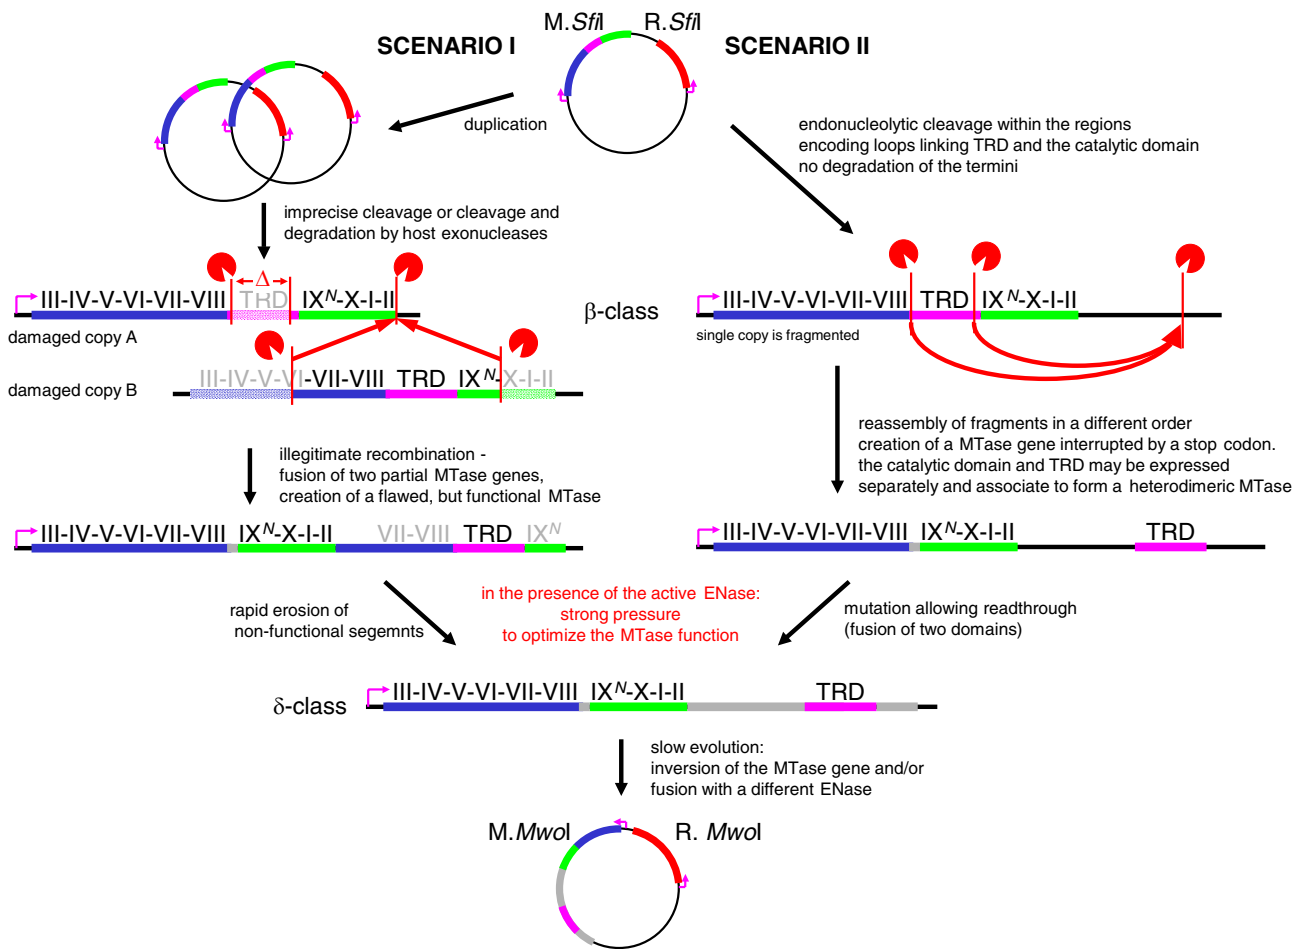 M.SfiI R.SfiI
SCENARIO I SCENARIO II
duplication
endonucleolytic cleavage within the regions
encoding loops linking TRD and the catalytic domain
no degradation of the termini
imprecise cleavage or cleavage and
degradation by host exonucleases
Δ
III-IV-V-VI-VII-VIII TRD IXN-X-I-II
damaged copy A
β-class
III-IV-V-VI-VII-VIII TRD IXN-X-I-II
single copy is fragmented
III-IV-V-VI-VII-VIII TRD IXN-X-I-II
damaged copy B
illegitimate recombination -
fusion of two partial MTase genes,
creation of a flawed, but functional MTase
reassembly of fragments in a different order
creation of a MTase gene interrupted by a stop codon.
the catalytic domain and TRD may be expressed
separately and associate to form a heterodimeric MTase
III-IV-V-VI-VII-VIII IXN-X-I-II VII-VIII TRD IXN
III-IV-V-VI-VII-VIII IXN-X-I-II TRD
rapid erosion of
non-functional segemnts
in the presence of the active ENase:
strong pressure
to optimize the MTase function
mutation allowing readthrough
(fusion of two domains)
δ-class
III-IV-V-VI-VII-VIII IXN-X-I-II TRD
slow evolution:
inversion of the MTase gene and/or
fusion with a different ENase
M.MwoI R. MwoI